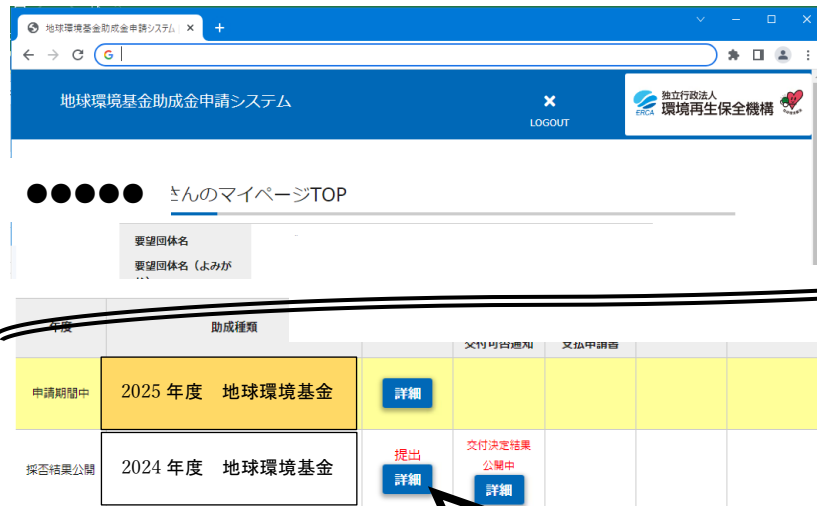 地球環境基金助成金申請システム
地球環境基金助成金申請システム
LOGOUT
ERCA
独立行政法人
環境再生保全機構
●●●●● さんのマイページTOP
要望団体名
要望団体名（よみが
年度 助成種類
交付可否通知 支払申請書
申請期間中 2025 年度 地球環境基金 詳細
採否結果公開 2024 年度 地球環境基金
提出
詳細
交付決定結果
公開中
詳細